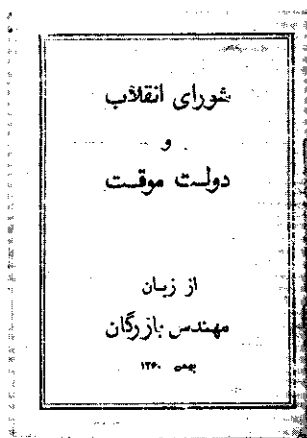 شورای انقلاب
و
دولت موقت
از زبان
مهندس بازرگان
بهمن ۱۳۶۰